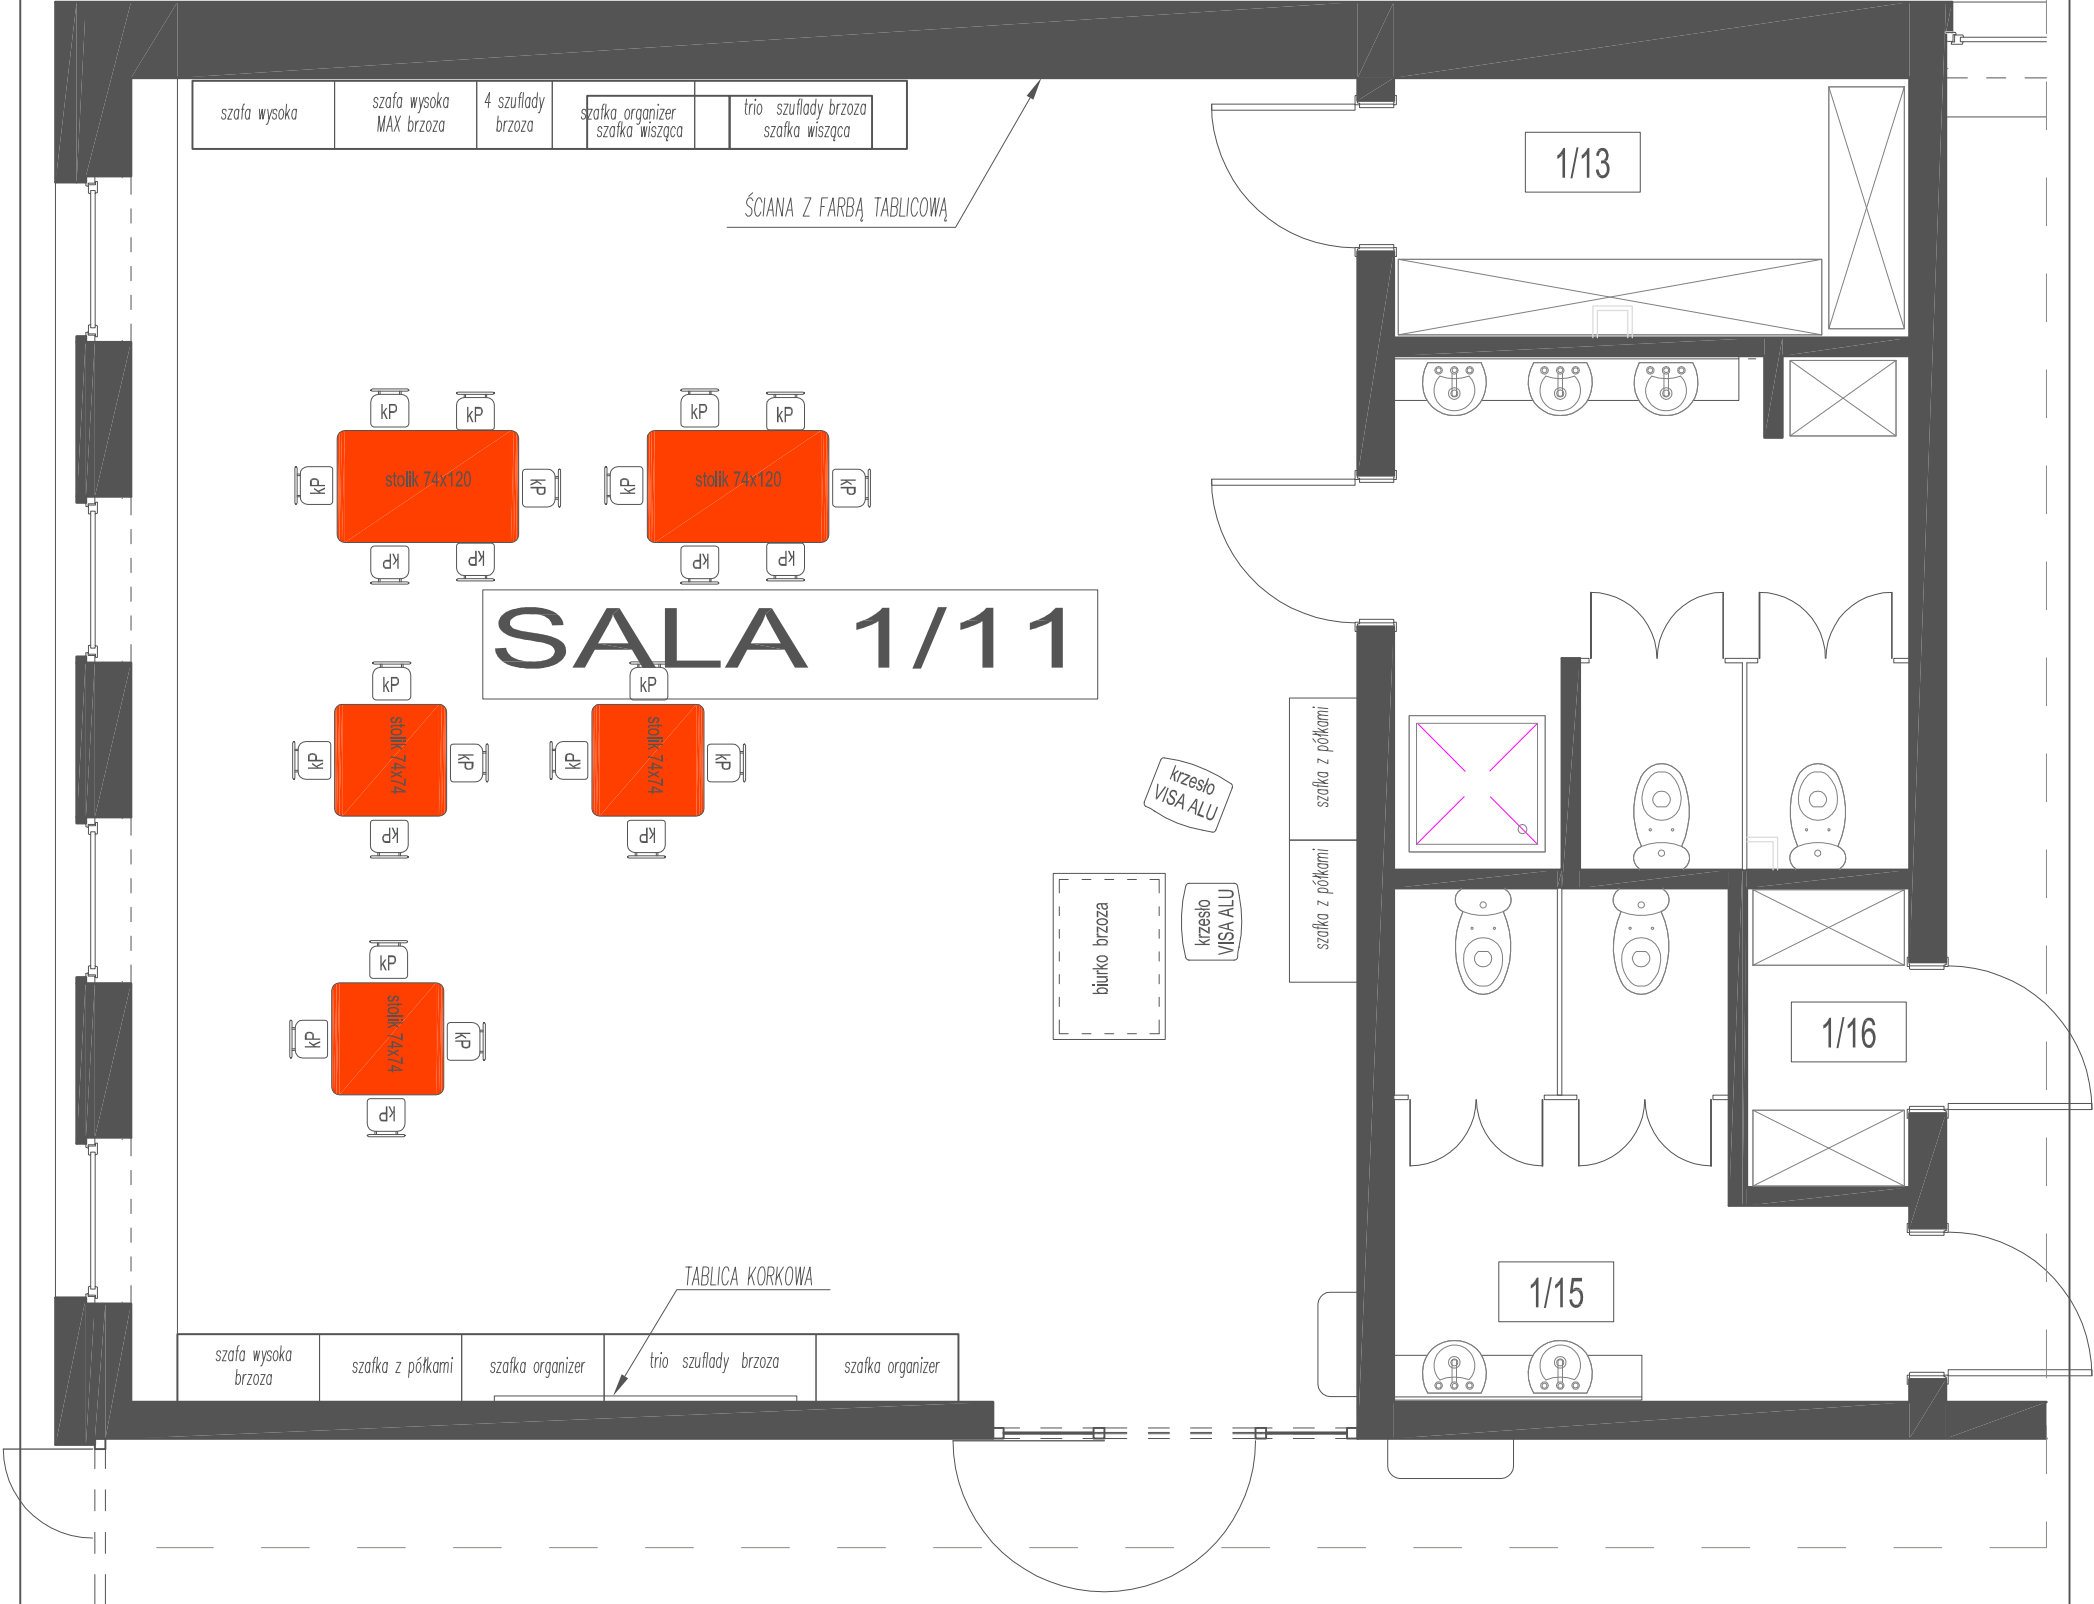 szafa wysoka
szafa wysoka
MAX brzoza
4 szuflady
brzoza
szafka organizer
szafka wisząca
trio szuflady brzoza
szafka wisząca
1/13
ŚCIANA Z FARBĄ TABLICOWĄ
kP
kP
kP
kP
kP
stolik 74x120
kP
kP
stolik 74x120
kP
kP
kP
kP
kP
SALA 1/11
kP
kP
kP
stolik 74x74
kP
kP
stolik 74x74
kP
kP
kP
krzesło
VISA ALU
szafka z półkami
szafka z półkami
krzesło
VISA ALU
biurko brzoza
kP
kP
stolik 74x74
kP
kP
1/16
TABLICA KORKOWA
1/15
szafa wysoka
brzoza
szafka z półkami
szafka organizer
trio szuflady brzoza
szafka organizer